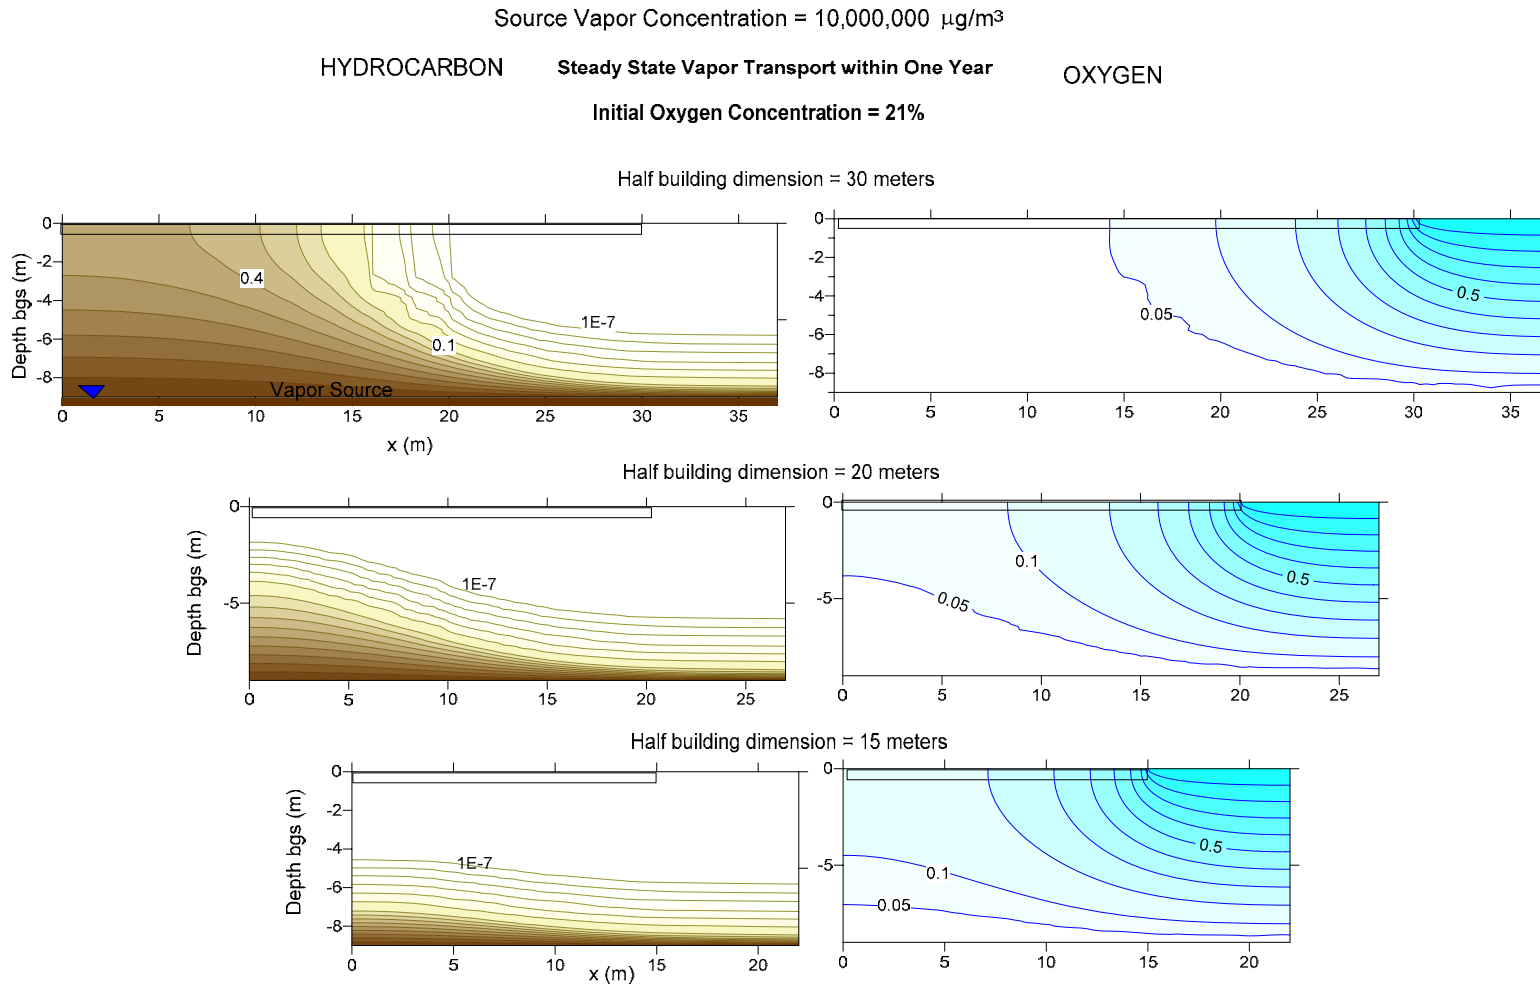 Source Vapor Concentration = 10,000,000 μg/m³
HYDROCARBON
Steady State Vapor Transport within One Year
OXYGEN
Initial Oxygen Concentration = 21%
Half building dimension = 30 meters
0
-2
-4
-6
-8
Depth bgs (m)
0.4
1E-7
0.1
Vapor Source
0 5 10 15 20 25 30 35
x (m)
0
-2
-4
-6
-8
0.5
0.05
0 5 10 15 20 25 30 35
Half building dimension = 20 meters
0
-5
Depth bgs (m)
1E-7
0 5 10 15 20 25
0
-5
0.1
0.5
0.05
0 5 10 15 20 25
Half building dimension = 15 meters
0
-2
-4
-6
-8
Depth bgs (m)
1E-7
0 5 10 15 20
x (m)
0
-5
0.5
0.1
0.05
0 5 10 15 20